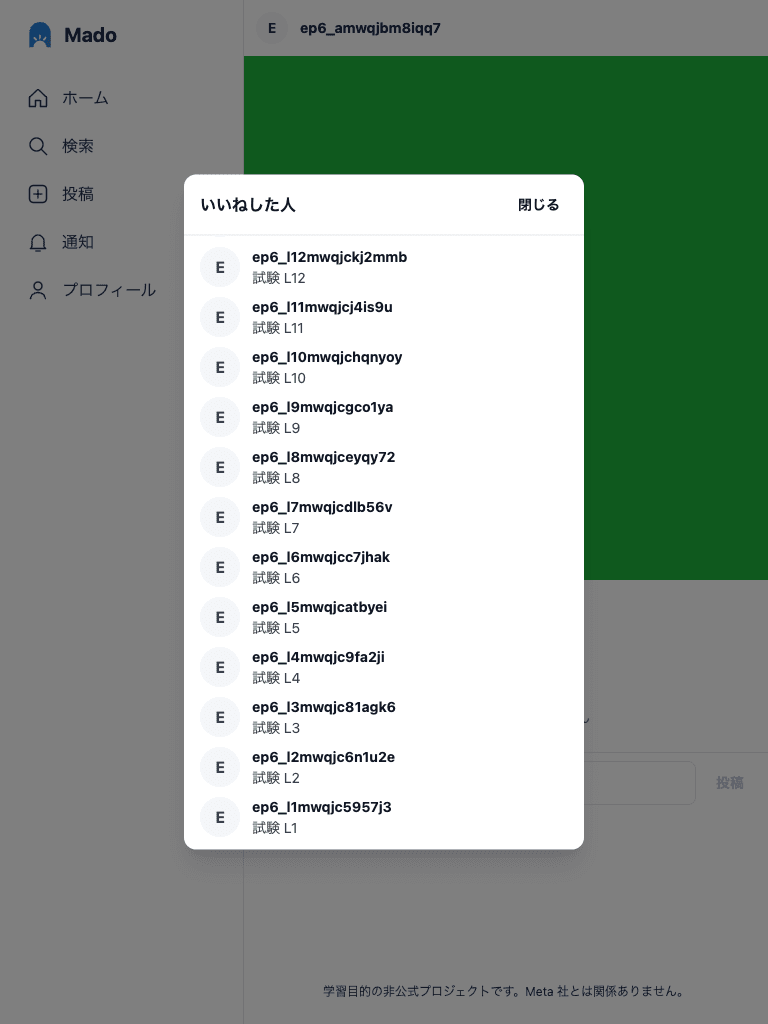 Mado
ホーム
検索
投稿
通知
プロフィール
E ep6_amwqjbm8iqq7
いいねした人 閉じる
E ep6_l12mwqjckj2mmb
試験 L12
E ep6_l11mwqjcj4is9u
試験 L11
E ep6_l10mwqjchqnyoy
試験 L10
E ep6_l9mwqjcgco1ya
試験 L9
E ep6_l8mwqjceyqy72
試験 L8
E ep6_l7mwqjcdlb56v
試験 L7
E ep6_l6mwqjcc7jhak
試験 L6
E ep6_l5mwqjcatbyei
試験 L5
E ep6_l4mwqjc9fa2ji
試験 L4
E ep6_l3mwqjc81agk6
試験 L3
E ep6_l2mwqjc6n1u2e
試験 L2
E ep6_l1mwqjc5957j3
試験 L1
投稿
学習目的の非公式プロジェクトです。Meta 社とは関係ありません。